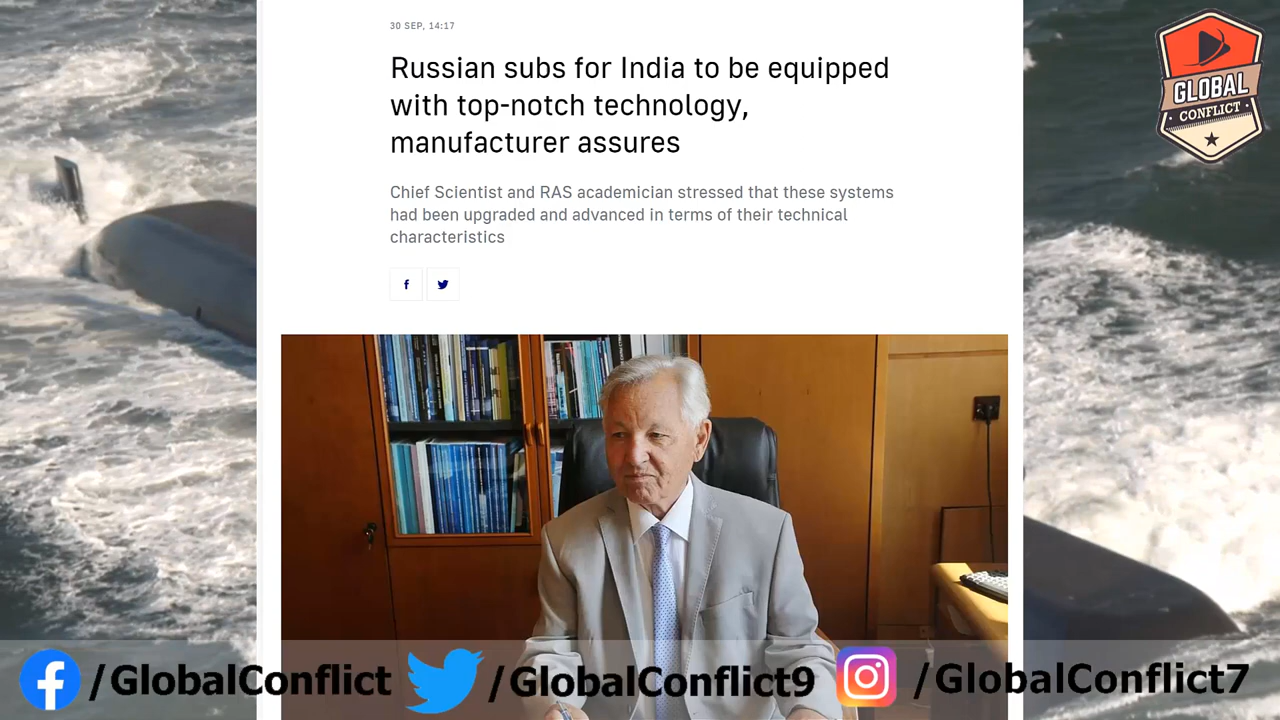 30 SEP, 14:17
Russian subs for India to be equipped
with top-notch technology,
manufacturer assures
Chief Scientist and RAS academician stressed that these systems
had been upgraded and advanced in terms of their technical
characteristics
GLOBAL
CONFLICT
/GlobalConflict
/GlobalConflict9
/GlobalConflict7